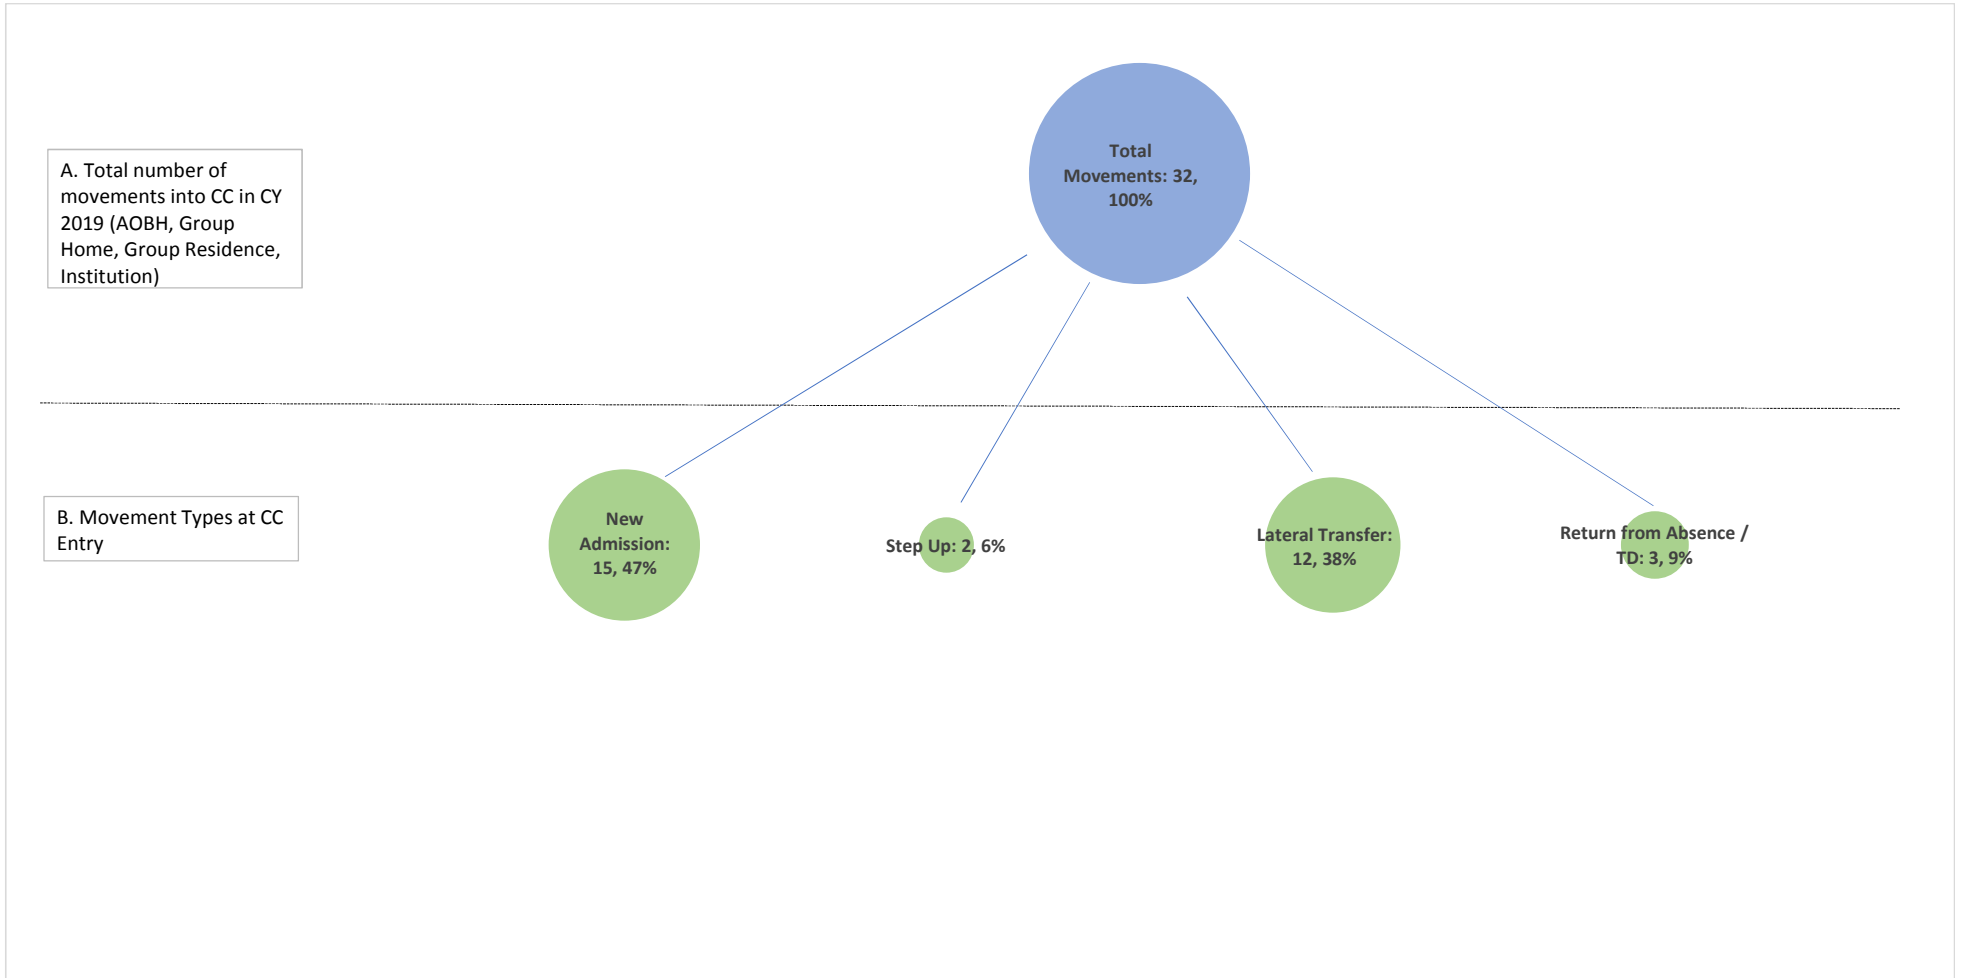 Total
Movements: 32,
100%
A. Total number of
movements into CC in CY
2019 (AOBH, Group
Home, Group Residence,
Institution)
B. Movement Types at CC
Entry
New
Admission:
15, 47%
Step Up: 2, 6%
Lateral Transfer:
12, 38%
Return from Absence /
TD: 3, 9%